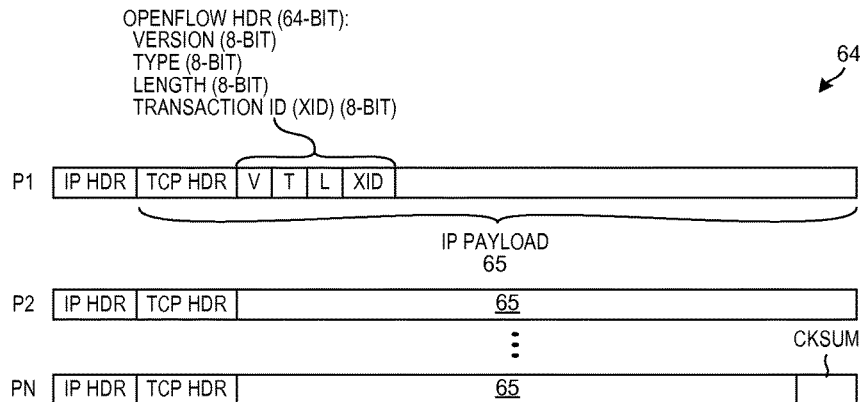 OPENFLOW HDR (64-BIT):
VERSION (8-BIT)
TYPE (8-BIT)
LENGTH (8-BIT)
TRANSACTION ID (XID) (8-BIT)
64
P1 IP HDR TCP HDR V T L XID
IP PAYLOAD
65
P2 IP HDR TCP HDR 65
CKSUM
PN IP HDR TCP HDR 65